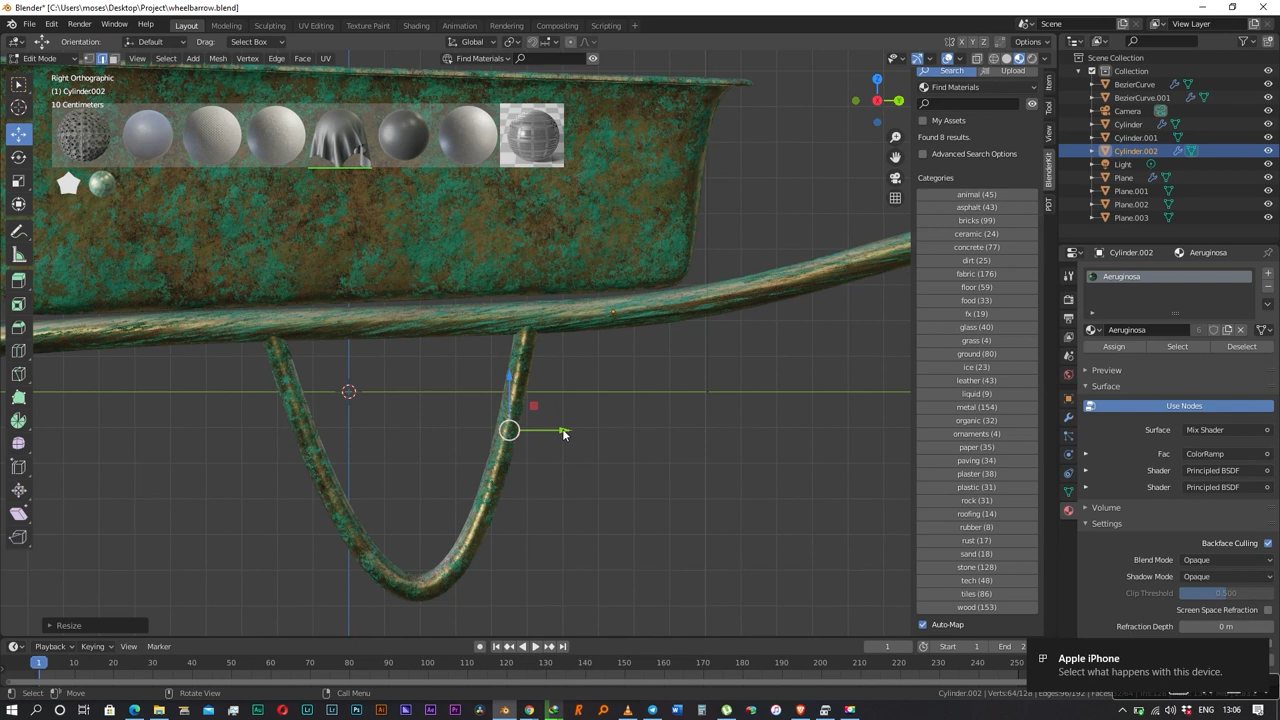 Blender* [C:\Users\moses\Desktop\Project\wheelbarrow.blend]
File Edit Render Window Help Layout Modeling Sculpting UV Editing Texture Paint Shading Animation Rendering Compositing Scripting + Scene View Layer
Orientation: Default Drag: Select Box Global X Y Z Options
Edit Mode View Select Add Mesh Vertex Edge Face UV Find Materials
Right Orthographic
(1) Cylinder.002
10 Centimeters
Resize
Search Upload
Find Materials
My Assets
Found 8 results.
Advanced Search Options
Categories
animal (45)
asphalt (43)
bricks (99)
ceramic (24)
concrete (77)
dirt (25)
fabric (176)
floor (59)
food (33)
fx (19)
glass (40)
grass (4)
ground (80)
ice (23)
leather (43)
liquid (9)
metal (154)
organic (32)
ornaments (4)
paper (35)
paving (34)
plaster (38)
plastic (31)
rock (31)
roofing (14)
rubber (8)
rust (17)
sand (18)
stone (128)
tech (48)
tiles (86)
wood (153)
Auto-Map
Item
Tool
View
BlenderKit
PDT
Scene Collection
Collection
BezierCurve
BezierCurve.001
Camera
Cylinder
Cylinder.001
Cylinder.002
Light
Plane
Plane.001
Plane.002
Plane.003
Cylinder.002 Aeruginosa
Aeruginosa
Aeruginosa 6
Assign Select Deselect
Preview
Surface
Use Nodes
Surface: Mix Shader
Fac ColorRamp
Shader Principled BSDF
Shader Principled BSDF
Volume
Settings
Backface Culling
Blend Mode Opaque
Shadow Mode Opaque
Clip Threshold 0.500
Screen Space Refraction
Refraction Depth 0 m
Apple iPhone
Select what happens with this device.
Playback Keying View Marker 1 Start 1 End
1 10 20 30 40 50 60 70 80 90 100 110 120 130 140 150 160 170 180 190 200 210 220 230 240 250
Select Move Rotate View Call Menu
ENG 13:06